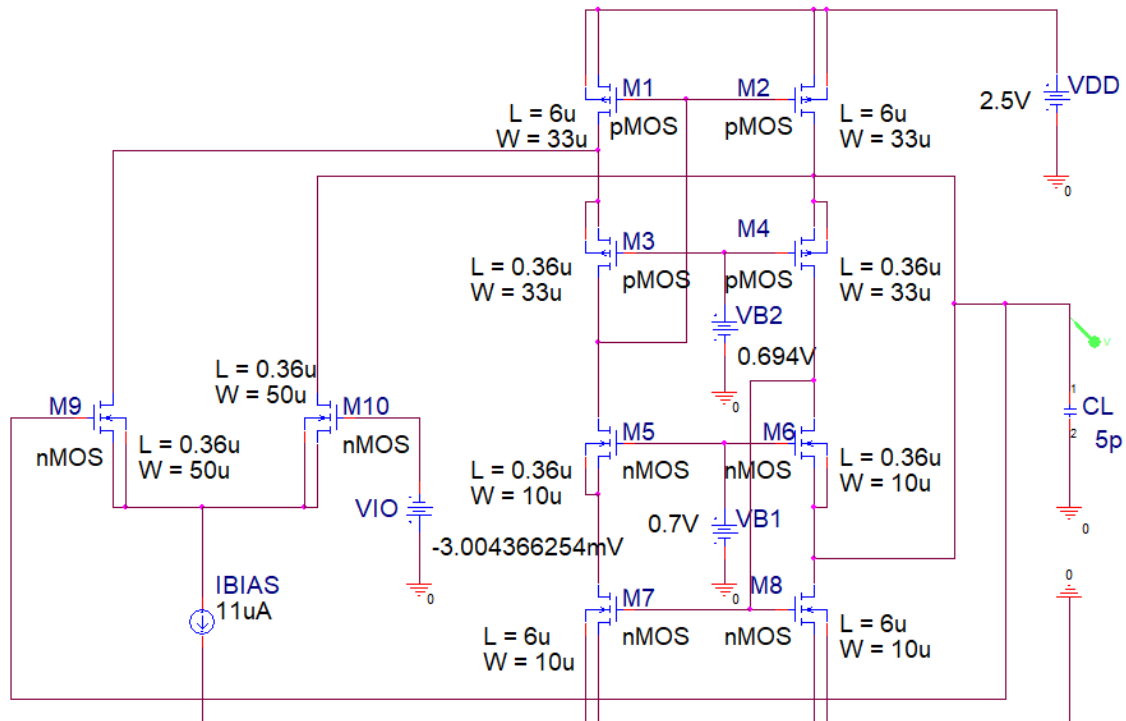 M1
pMOS
L = 6u
W = 33u
M2
pMOS
L = 6u
W = 33u
VDD
2.5V
0
M3
pMOS
L = 0.36u
W = 33u
M4
pMOS
L = 0.36u
W = 33u
VB2
0.694V
0
M9
nMOS
L = 0.36u
W = 50u
L = 0.36u
W = 50u
M10
nMOS
VIO
-3.004366254mV
0
M5
nMOS
L = 0.36u
W = 10u
M6
nMOS
L = 0.36u
W = 10u
VB1
0.7V
0
V
1
CL
2
5p
0
IBIAS
11uA
M7
nMOS
L = 6u
W = 10u
M8
nMOS
L = 6u
W = 10u
0